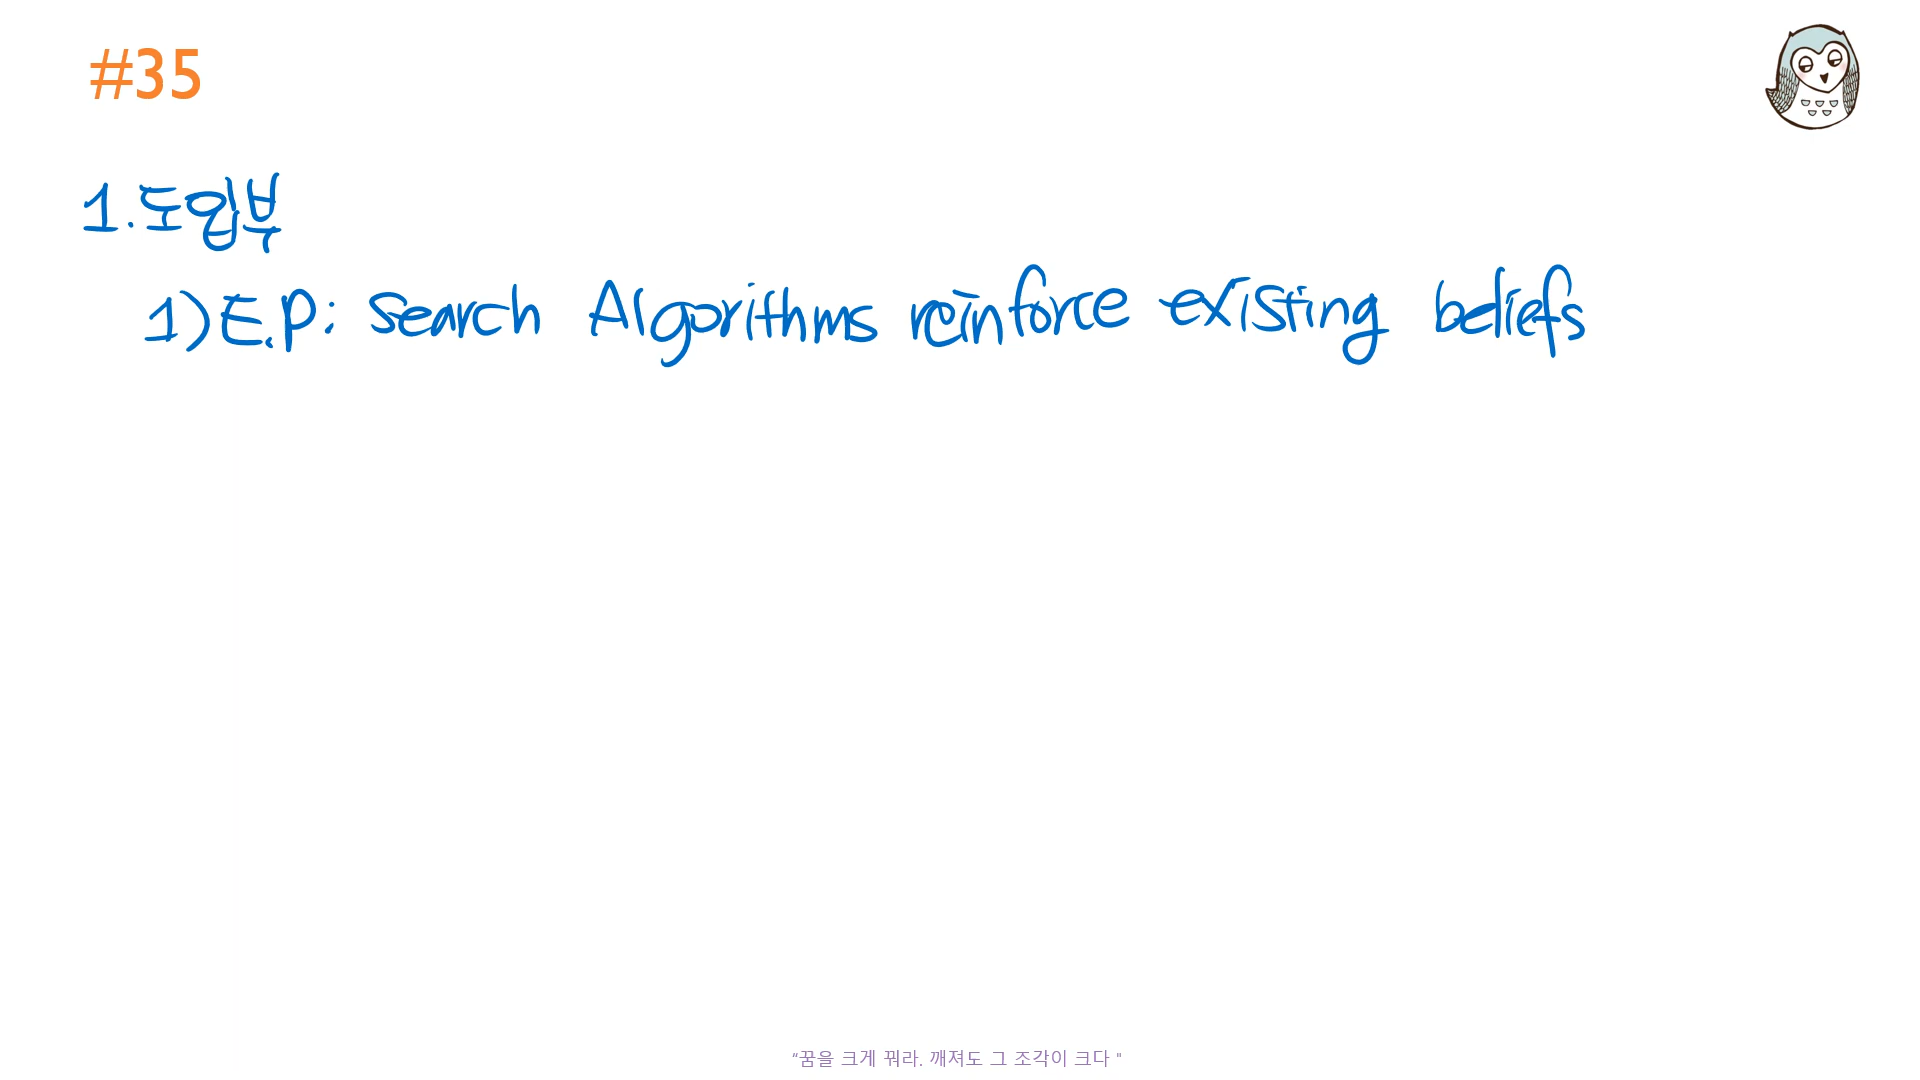 #35
1. 도입부
1) E.P: Search Algorithms reinforce existing beliefs
“꿈을 크게 꿔라. 깨져도 그 조각이 크다 "